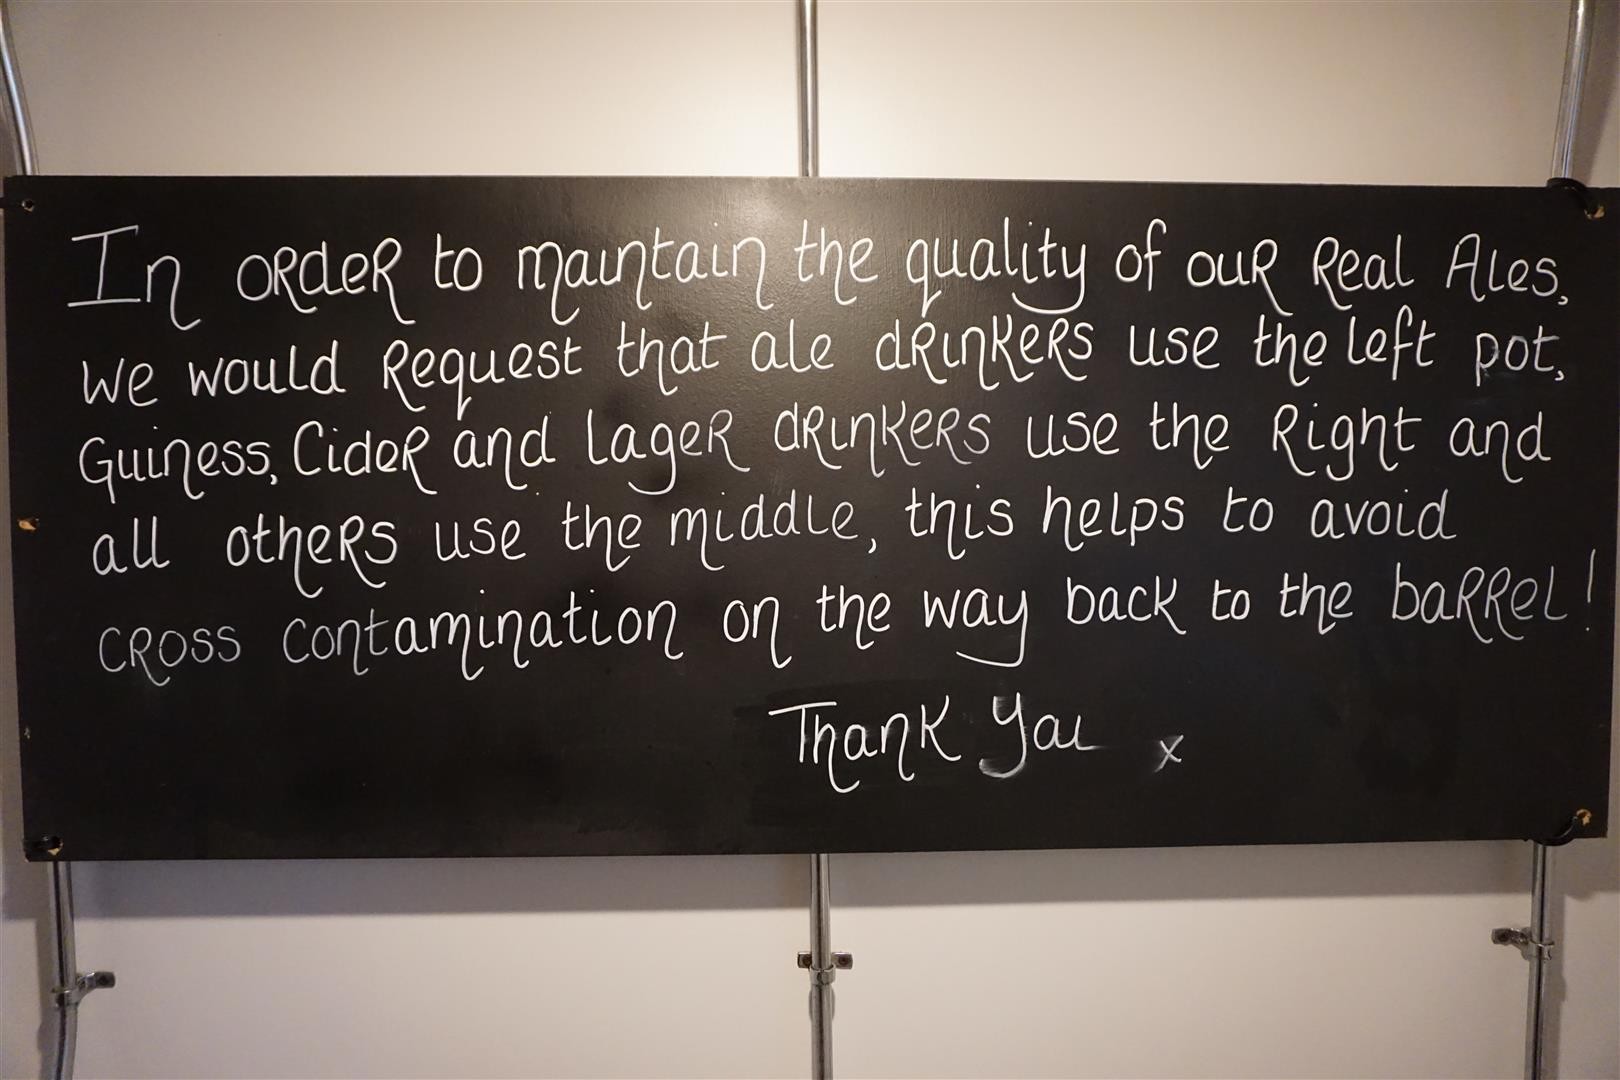 In order to maintain the quality of our Real Ales,
we would request that ale drinkers use the left pot,
Guiness, Cider and lager drinkers use the right and
all others use the middle, this helps to avoid
cross contamination on the way back to the barrel!
Thank You x